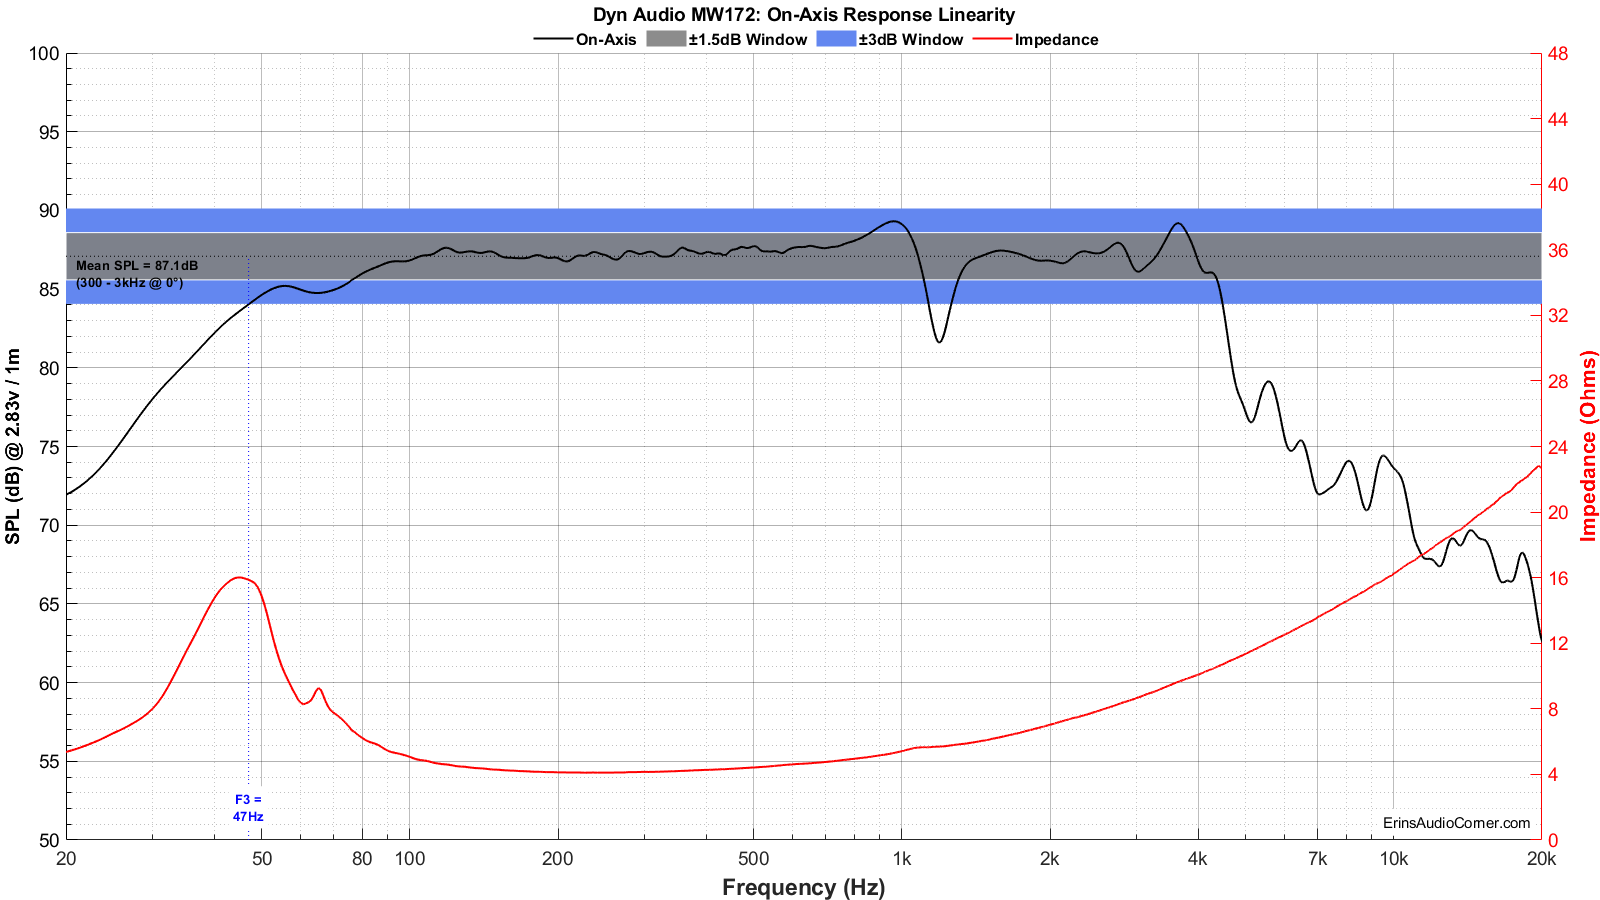 Dyn Audio MW172: On-Axis Response Linearity
On-Axis ±1.5dB Window ±3dB Window Impedance
100
95
90
85
80
75
70
65
60
55
50
SPL (dB) @ 2.83v / 1m
Mean SPL = 87.1dB
(300 - 3kHz @ 0°)
F3 =
47Hz
48
44
40
36
32
28
24
20
16
12
8
4
0
Impedance (Ohms)
ErinsAudioCorner.com
20 50 80 100 200 500 1k 2k 4k 7k 10k 20k
Frequency (Hz)